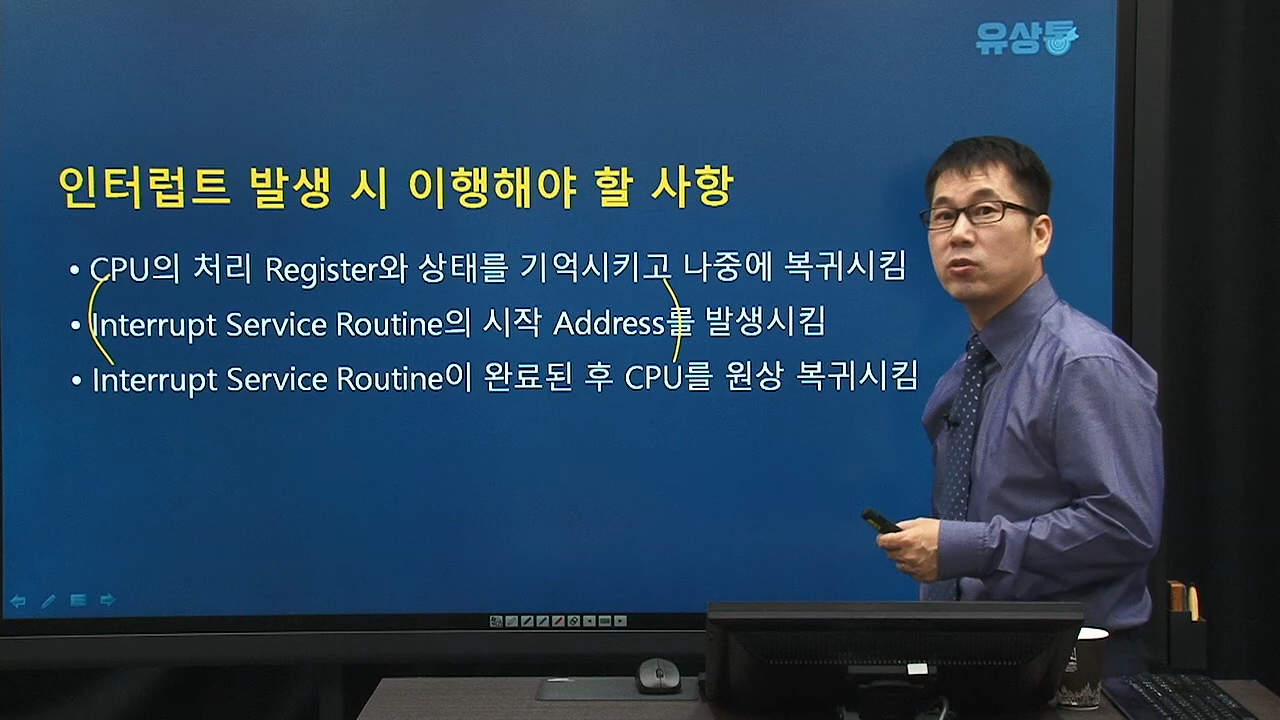 유상통
인터럽트 발생 시 이행해야 할 사항
• CPU의 처리 Register와 상태를 기억시키고 나중에 복귀시킴
• Interrupt Service Routine의 시작 Address를 발생시킴
• Interrupt Service Routine이 완료된 후 CPU를 원상 복귀시킴